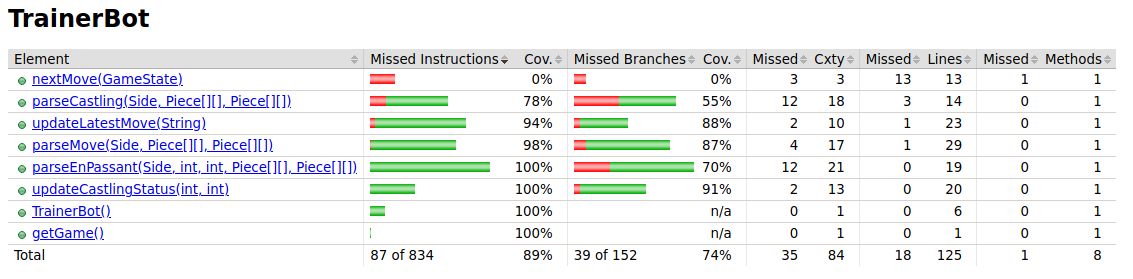 TrainerBot
Element Missed Instructions Cov. Missed Branches Cov. Missed Cxty Missed Lines Missed Methods
nextMove(GameState) 0% 0% 3 3 13 13 1 1
parseCastling(Side, Piece[][], Piece[][]) 78% 55% 12 18 3 14 0 1
updateLatestMove(String) 94% 88% 2 10 1 23 0 1
parseMove(Side, Piece[][], Piece[][]) 98% 87% 4 17 1 29 0 1
parseEnPassant(Side, int, int, Piece[][], Piece[][]) 100% 70% 12 21 0 19 0 1
updateCastlingStatus(int, int) 100% 91% 2 13 0 20 0 1
TrainerBot() 100% n/a 0 1 0 6 0 1
getGame() 100% n/a 0 1 0 1 0 1
Total 87 of 834 89% 39 of 152 74% 35 84 18 125 1 8